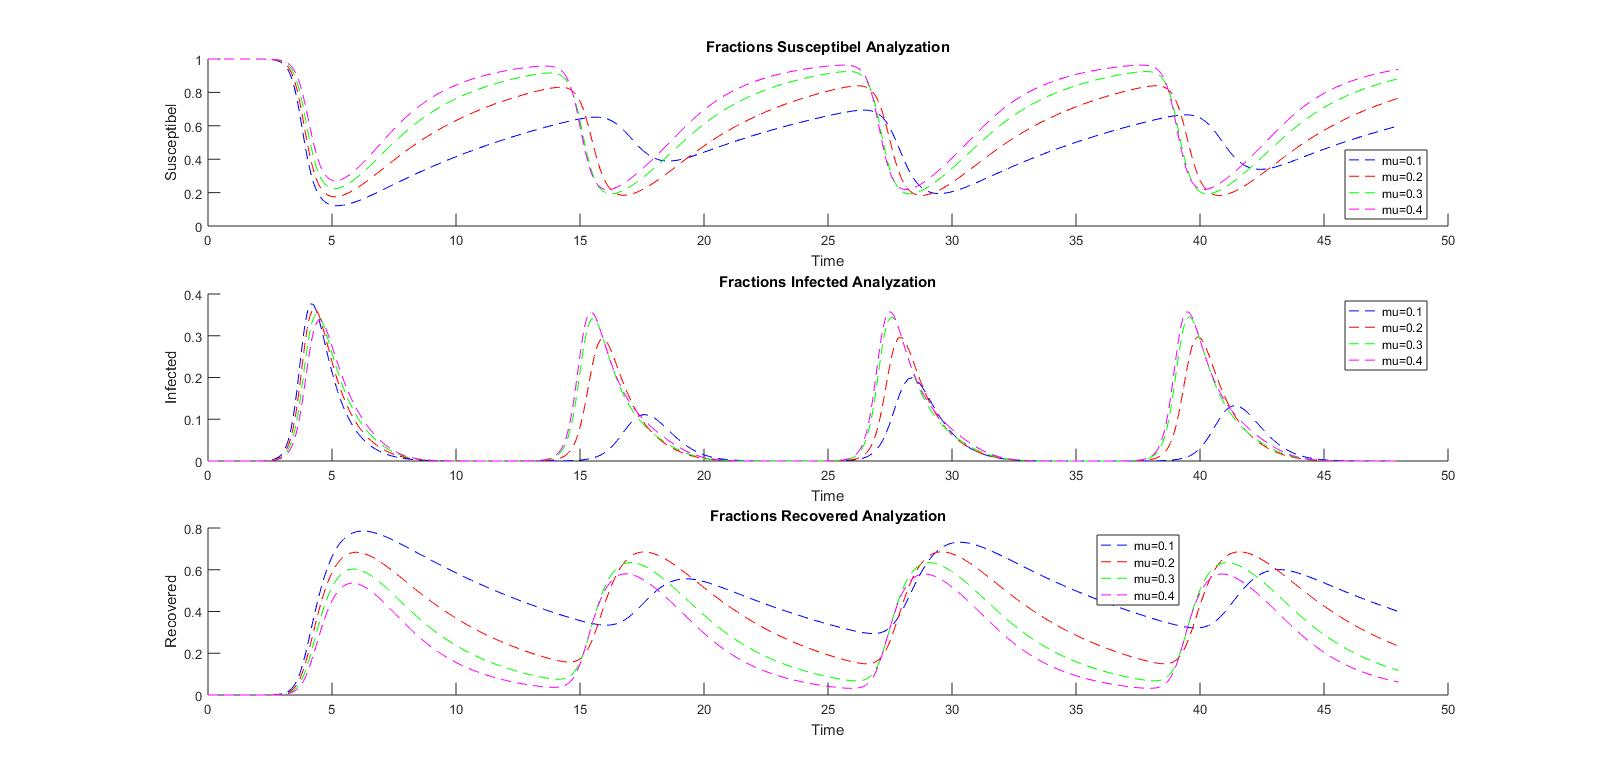 Fractions Susceptibel Analyzation
Susceptibel
1
0.8
0.6
0.4
0.2
0
0 5 10 15 20 25 30 35 40 45 50
Time
mu=0.1
mu=0.2
mu=0.3
mu=0.4
Fractions Infected Analyzation
Infected
0.4
0.3
0.2
0.1
0
0 5 10 15 20 25 30 35 40 45 50
Time
mu=0.1
mu=0.2
mu=0.3
mu=0.4
Fractions Recovered Analyzation
Recovered
0.8
0.6
0.4
0.2
0
0 5 10 15 20 25 30 35 40 45 50
Time
mu=0.1
mu=0.2
mu=0.3
mu=0.4